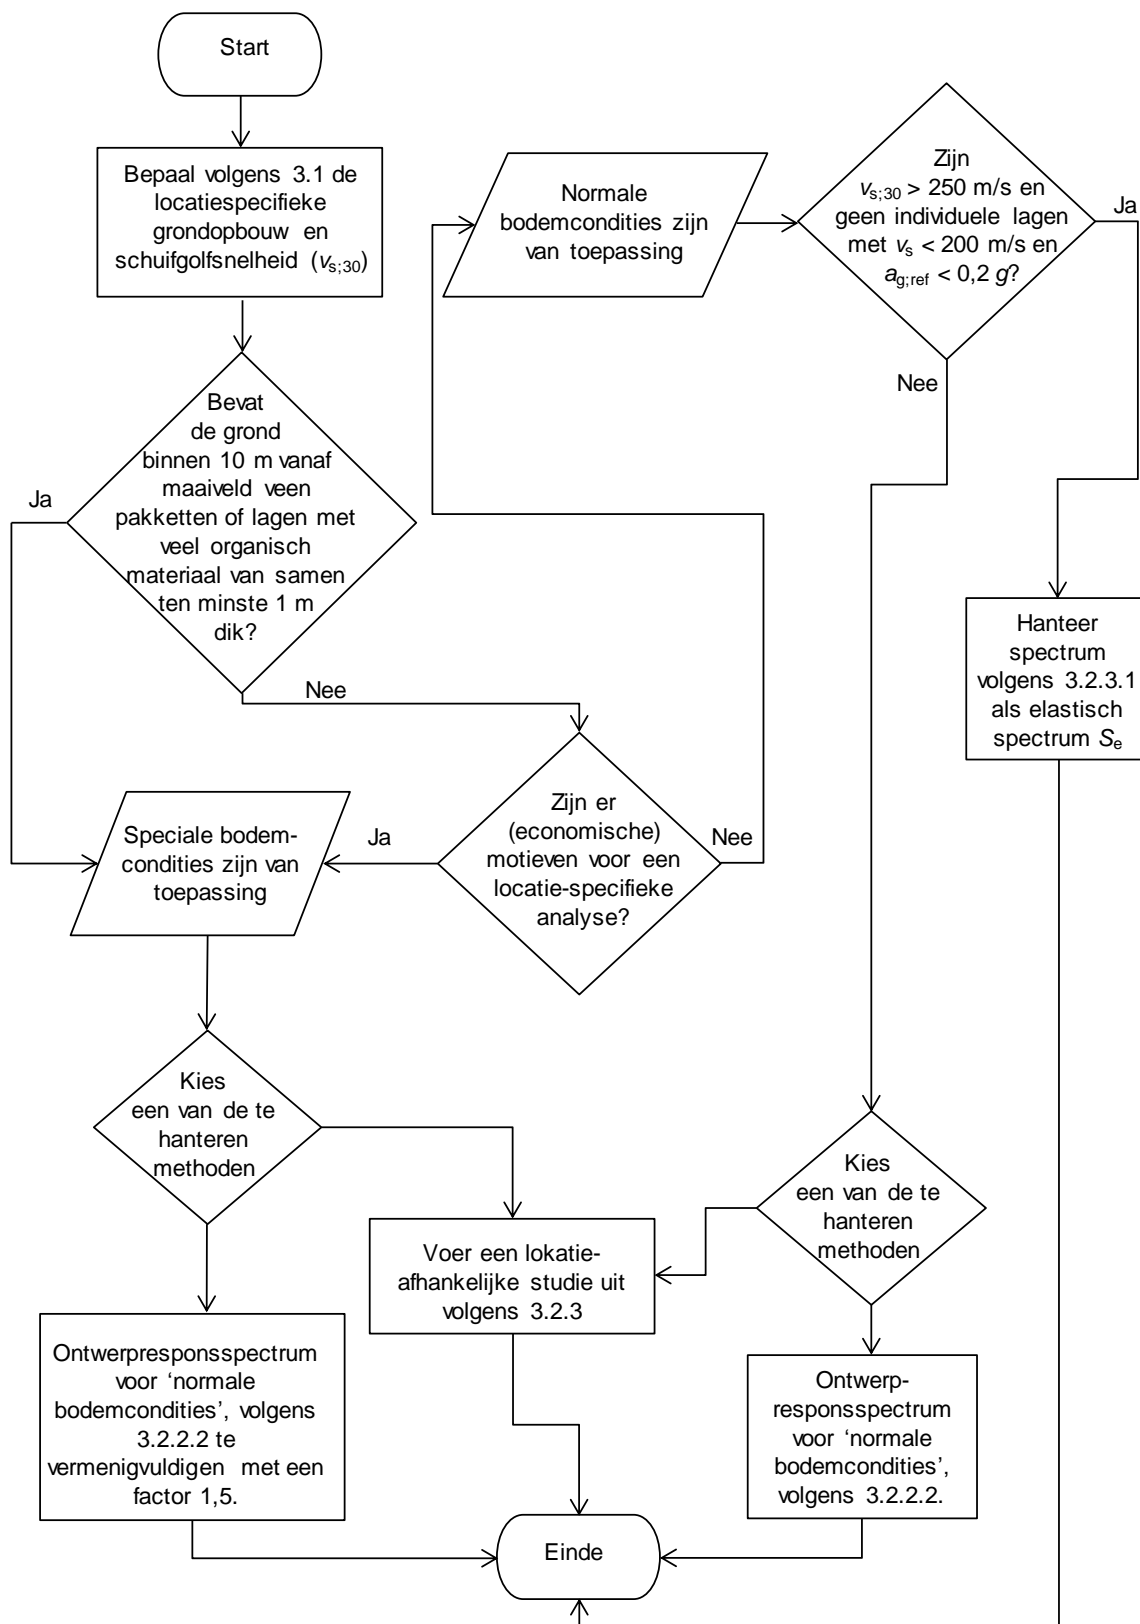 Start
Bepaal volgens 3.1 de
locatiespecifieke
grondopbouw en
schuifgolfsnelheid (vs;30)
Normale
bodemcondities zijn
van toepassing
Zijn
vs;30 > 250 m/s en
geen individuele lagen
met vs < 200 m/s en
ag;ref < 0,2 g?
Ja
Nee
Bevat
de grond
binnen 10 m vanaf
maaiveld veen
pakketten of lagen met
veel organisch
materiaal van samen
ten minste 1 m
dik?
Ja
Nee
Hanteer
spectrum
volgens 3.2.3.1
als elastisch
spectrum Se
Zijn er
(economische)
motieven voor een
locatie-specifieke
analyse?
Ja
Nee
Speciale bodem-
condities zijn van
toepassing
Kies
een van de te
hanteren
methoden
Kies
een van de te
hanteren
methoden
Voer een lokatie-
afhankelijke studie uit
volgens 3.2.3
Ontwerpresponsspectrum
voor ‘normale
bodemcondities’, volgens
3.2.2.2 te
vermenigvuldigen met een
factor 1,5.
Ontwerp-
responsspectrum
voor ‘normale
bodemcondities’,
volgens 3.2.2.2.
Einde